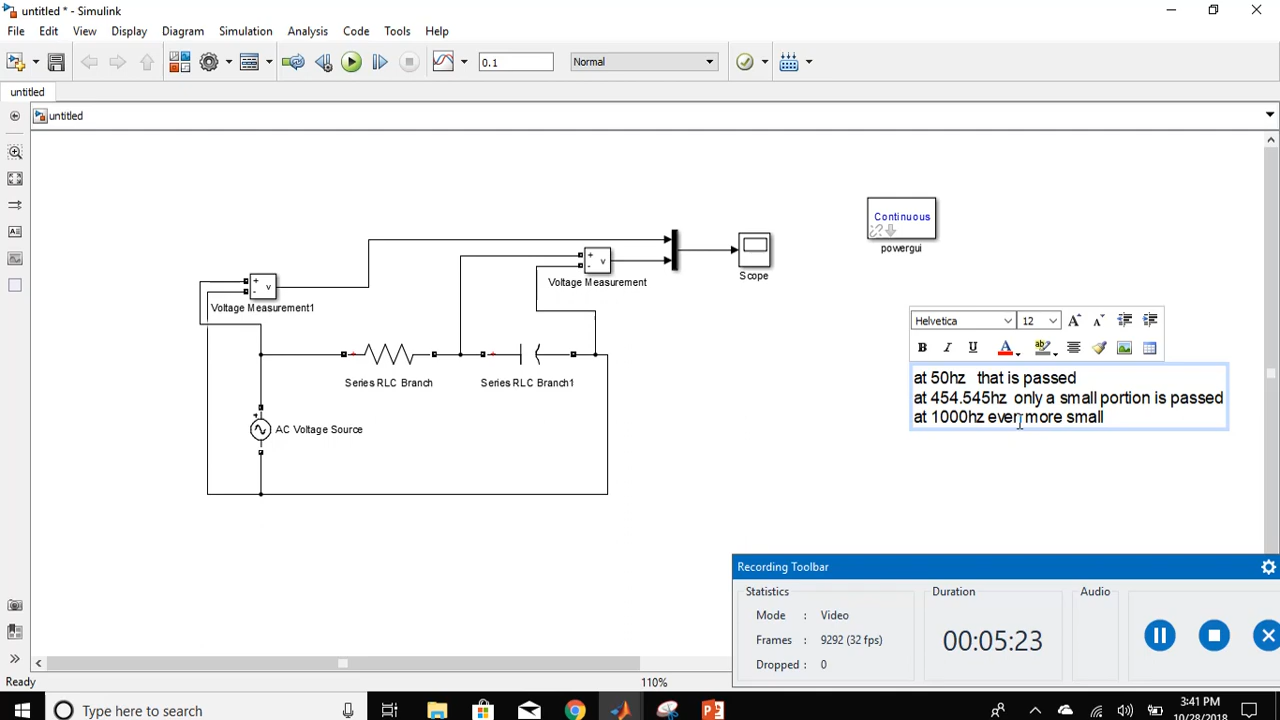 untitled * - Simulink
File Edit View Display Diagram Simulation Analysis Code Tools Help
0.1 Normal
untitled
untitled
Continuous
powergui
Scope
+ - v
Voltage Measurement
+ - v
Voltage Measurement1
Helvetica 12
B I U A ab
at 50hz that is passed
at 454.545hz only a small portion is passed
at 1000hz even more small
Series RLC Branch
Series RLC Branch1
+
AC Voltage Source
Recording Toolbar
Statistics Duration Audio
Mode : Video
Frames : 9292 (32 fps)
Dropped : 0
00:05:23
Ready 110%
Type here to search
3:41 PM
10/28/2018